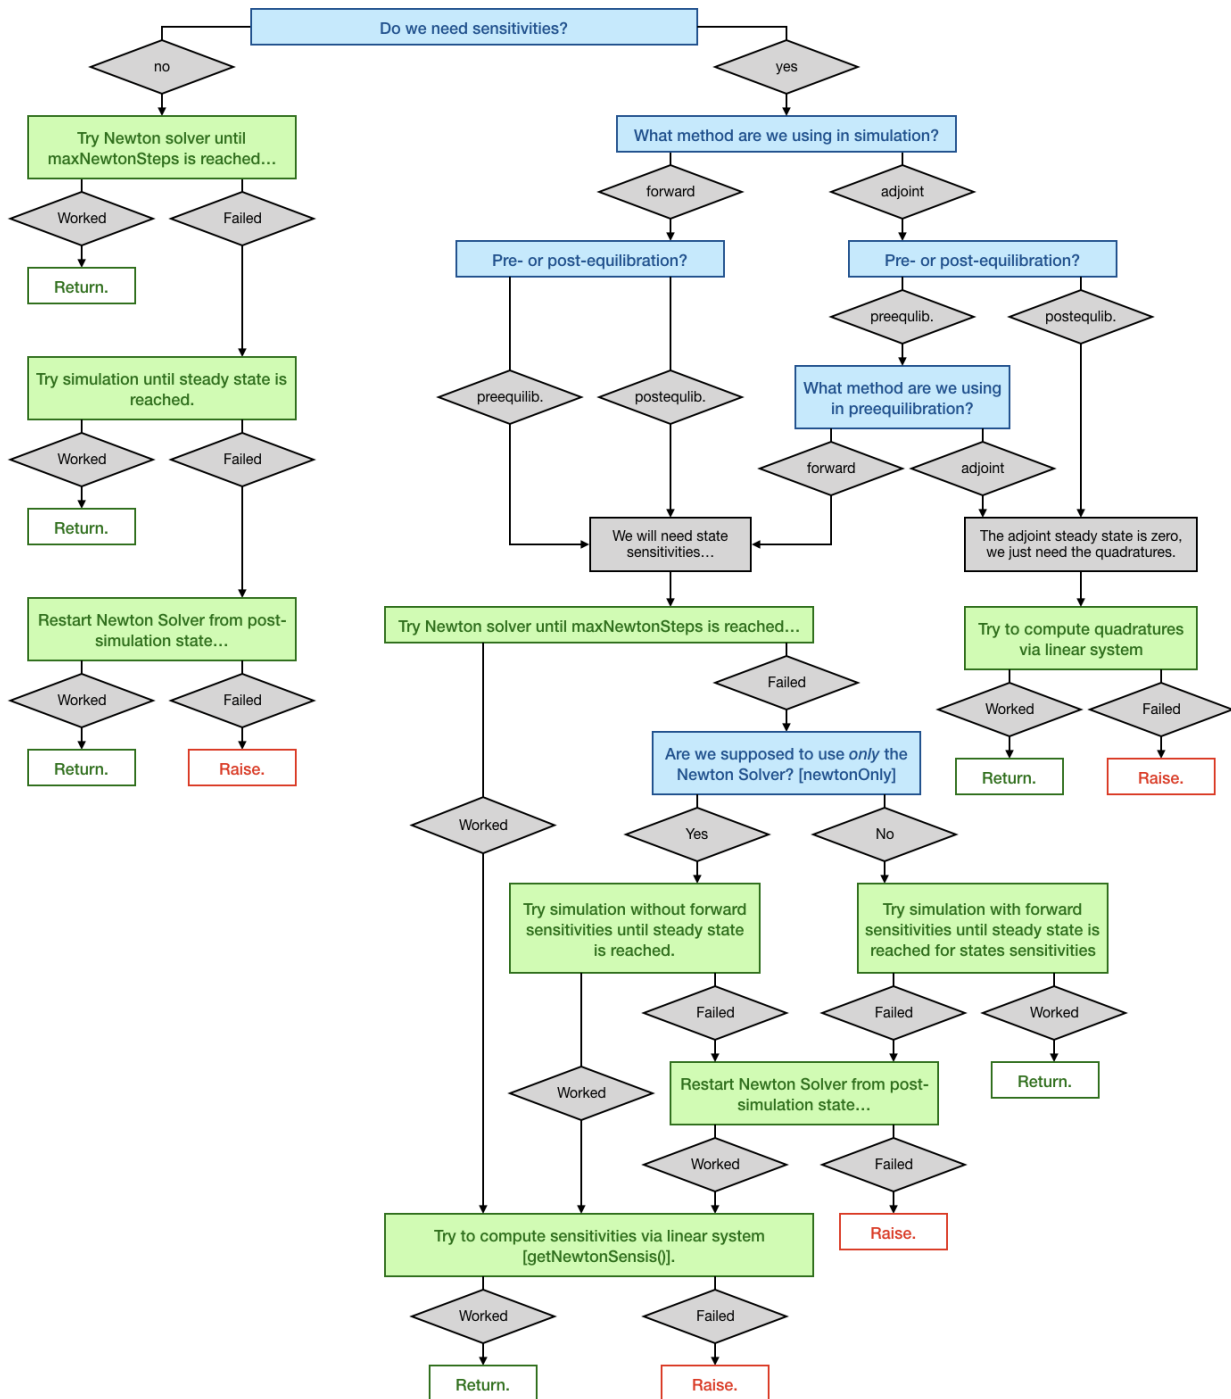 Do we need sensitivities?
no
yes
Try Newton solver until
maxNewtonSteps is reached…
What method are we using in simulation?
Worked
Failed
forward
adjoint
Return.
Pre- or post-equilibration?
Pre- or post-equilibration?
preequlib.
postequlib.
Try simulation until steady state is
reached.
What method are we using
in preequilibration?
preequilib.
postequlib.
Worked
Failed
forward
adjoint
Return.
We will need state
sensitivities…
The adjoint steady state is zero,
we just need the quadratures.
Restart Newton Solver from post-
simulation state…
Try Newton solver until maxNewtonSteps is reached…
Try to compute quadratures
via linear system
Worked
Failed
Failed
Worked
Failed
Return.
Raise.
Are we supposed to use only the
Newton Solver? [newtonOnly]
Return.
Raise.
Worked
Yes
No
Try simulation without forward
sensitivities until steady state
is reached.
Try simulation with forward
sensitivities until steady state is
reached for states sensitivities
Failed
Failed
Worked
Worked
Restart Newton Solver from post-
simulation state…
Return.
Worked
Failed
Try to compute sensitivities via linear system
[getNewtonSensis()].
Raise.
Worked
Failed
Return.
Raise.